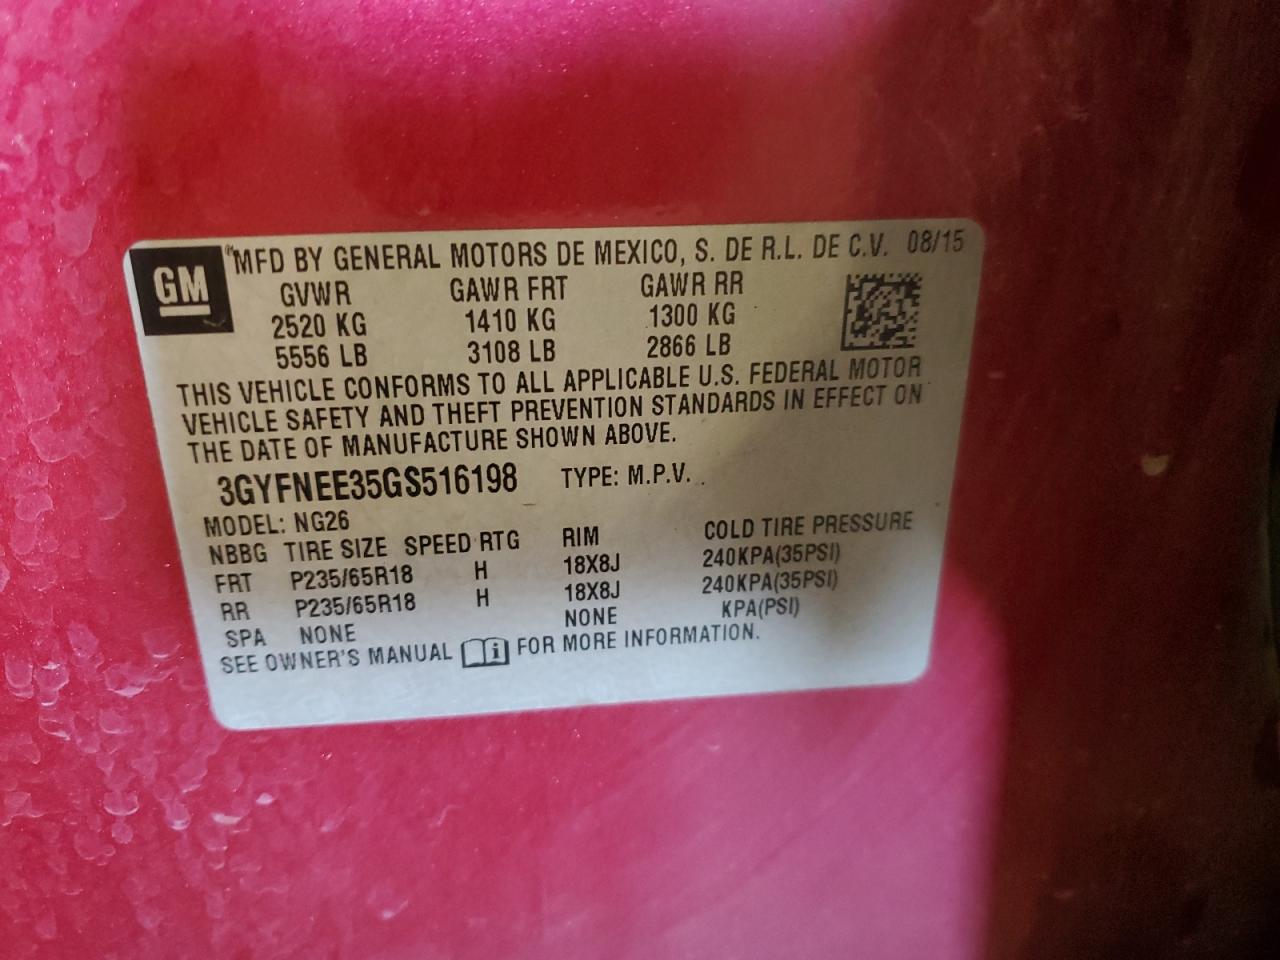 GM
MFD BY GENERAL MOTORS DE MEXICO, S. DE R.L. DE C.V. 08/15
GVWR GAWR FRT GAWR RR
2520 KG 1410 KG 1300 KG
5556 LB 3108 LB 2866 LB
THIS VEHICLE CONFORMS TO ALL APPLICABLE U.S. FEDERAL MOTOR
VEHICLE SAFETY AND THEFT PREVENTION STANDARDS IN EFFECT ON
THE DATE OF MANUFACTURE SHOWN ABOVE.
3GYFNEE35GS516198 TYPE: M.P.V.
MODEL: NG26
NBBG TIRE SIZE SPEED RTG RIM COLD TIRE PRESSURE
FRT P235/65R18 H 18X8J 240KPA(35PSI)
RR P235/65R18 H 18X8J 240KPA(35PSI)
SPA NONE NONE KPA(PSI)
SEE OWNER'S MANUAL i FOR MORE INFORMATION.